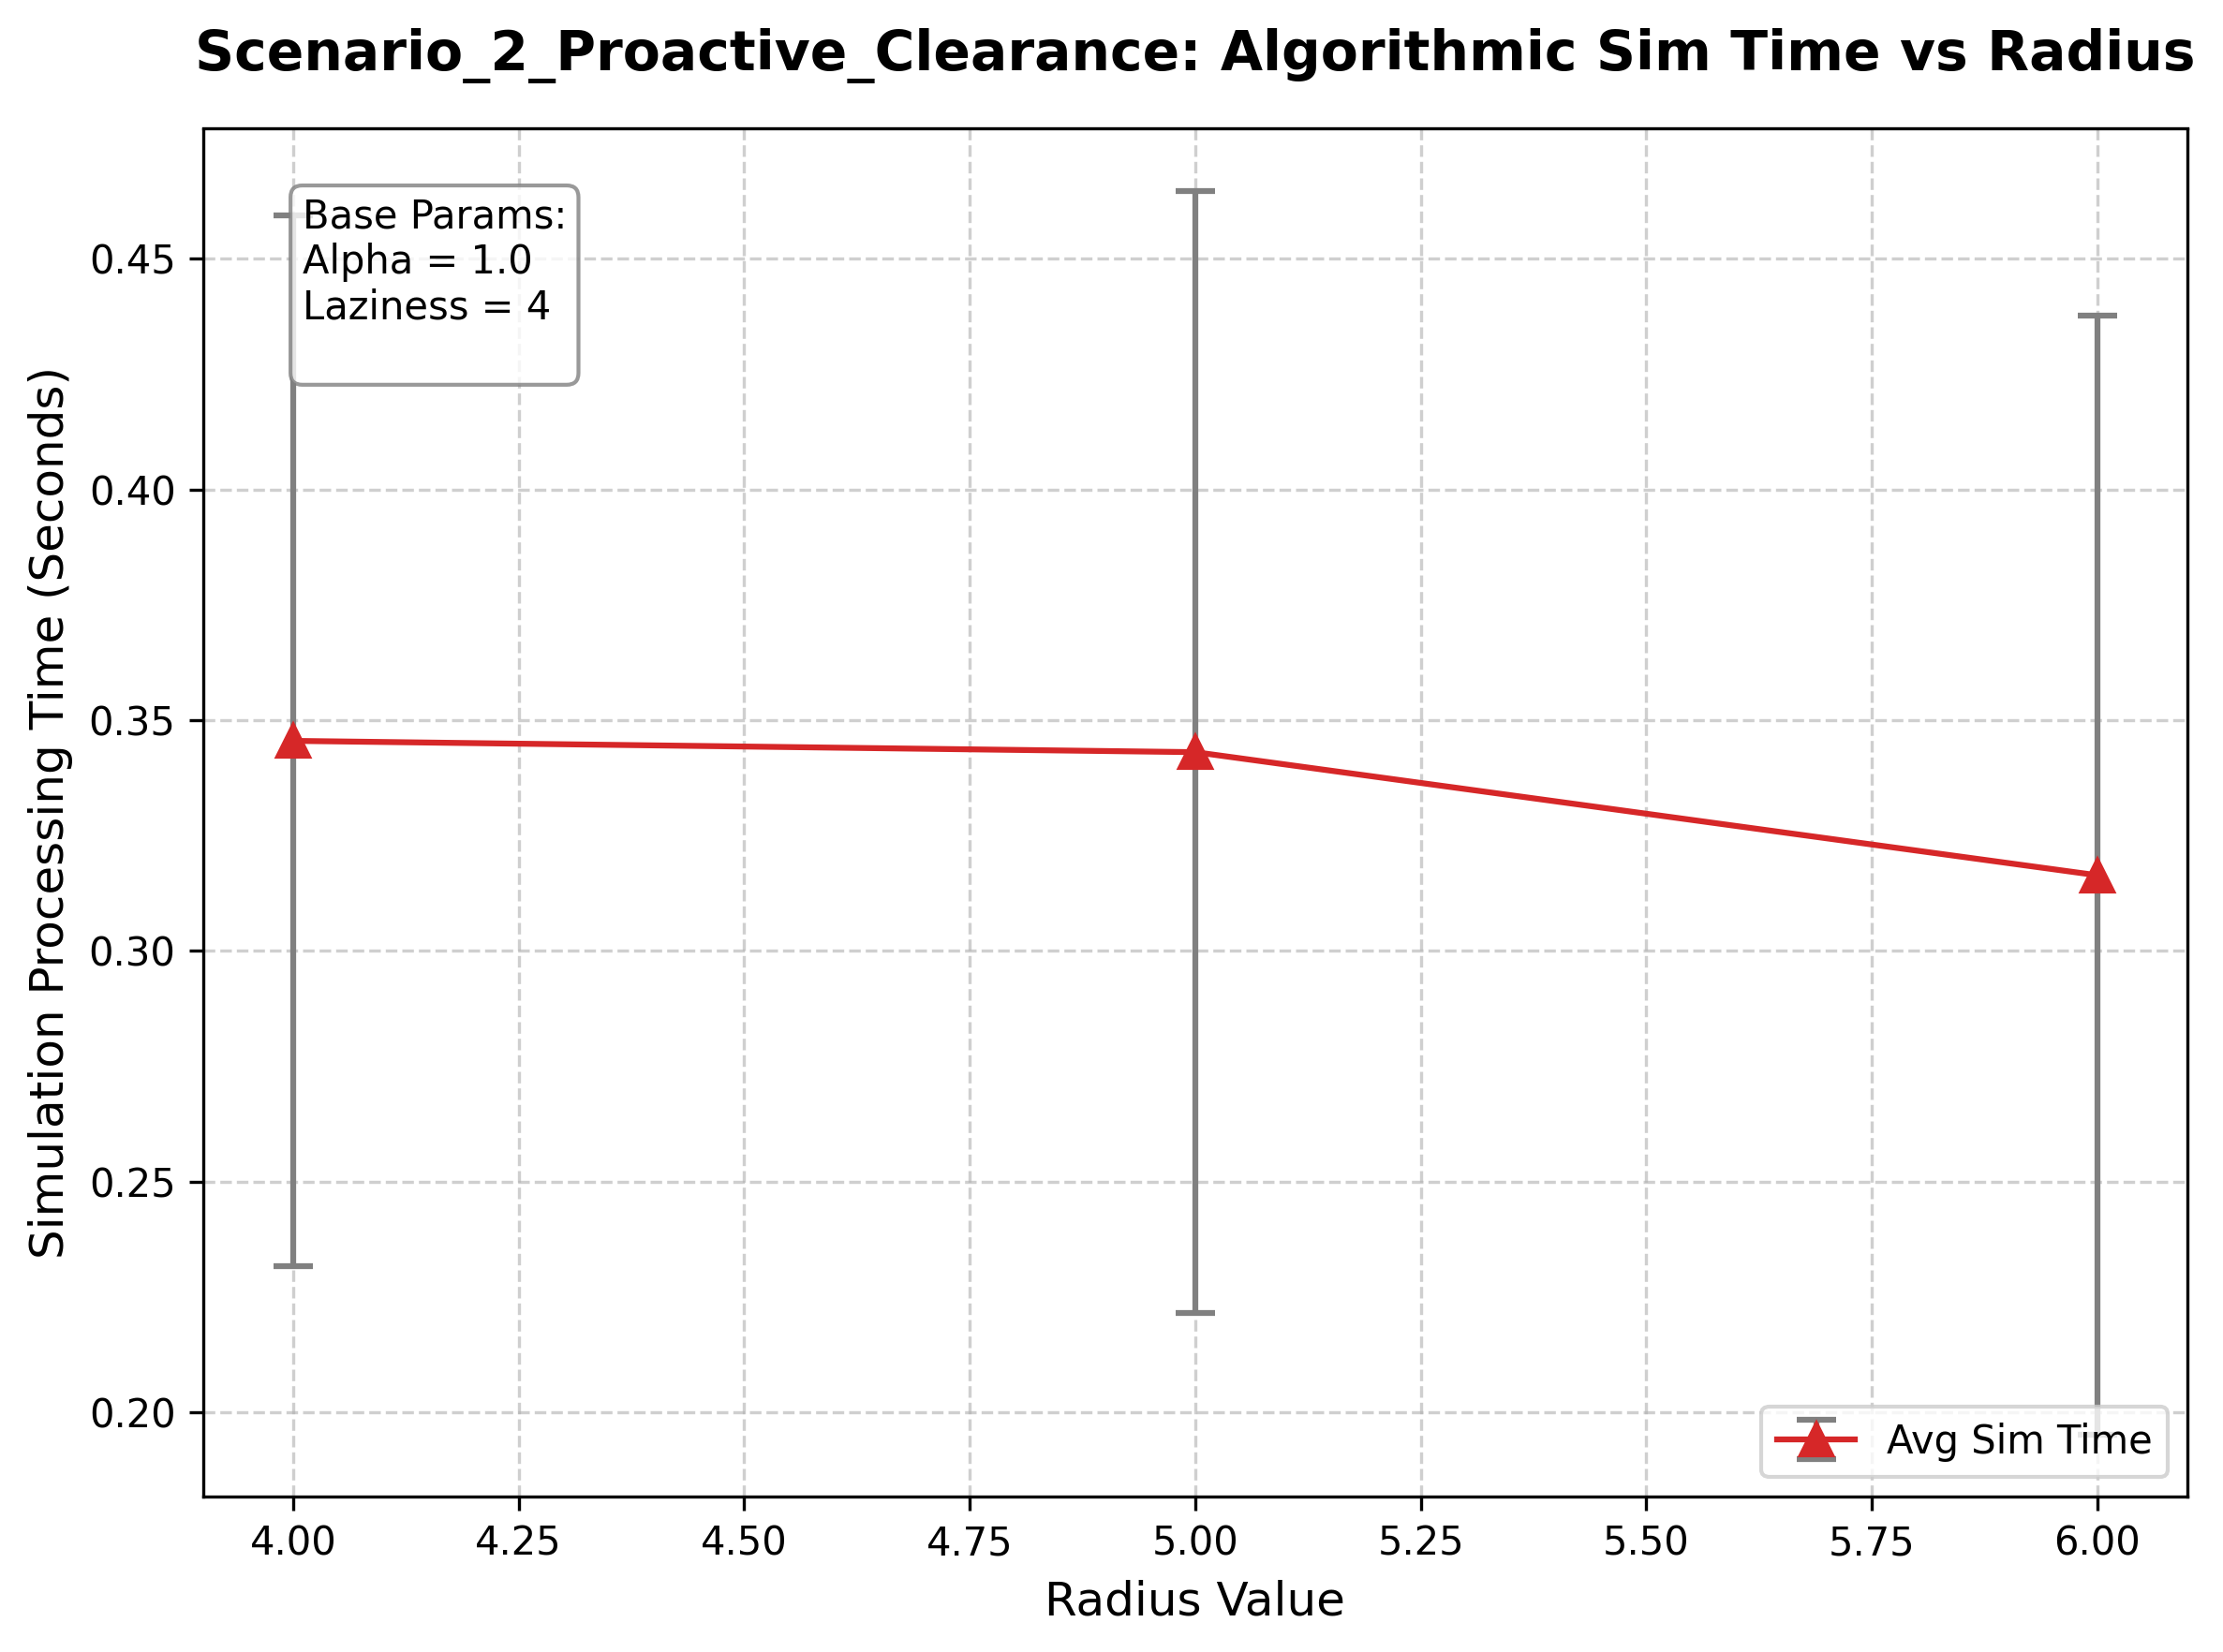 Scenario_2_Proactive_Clearance: Algorithmic Sim Time vs Radius
Base Params:
Alpha = 1.0
Laziness = 4
Simulation Processing Time (Seconds)
0.45
0.40
0.35
0.30
0.25
0.20
Avg Sim Time
4.00 4.25 4.50 4.75 5.00 5.25 5.50 5.75 6.00
Radius Value